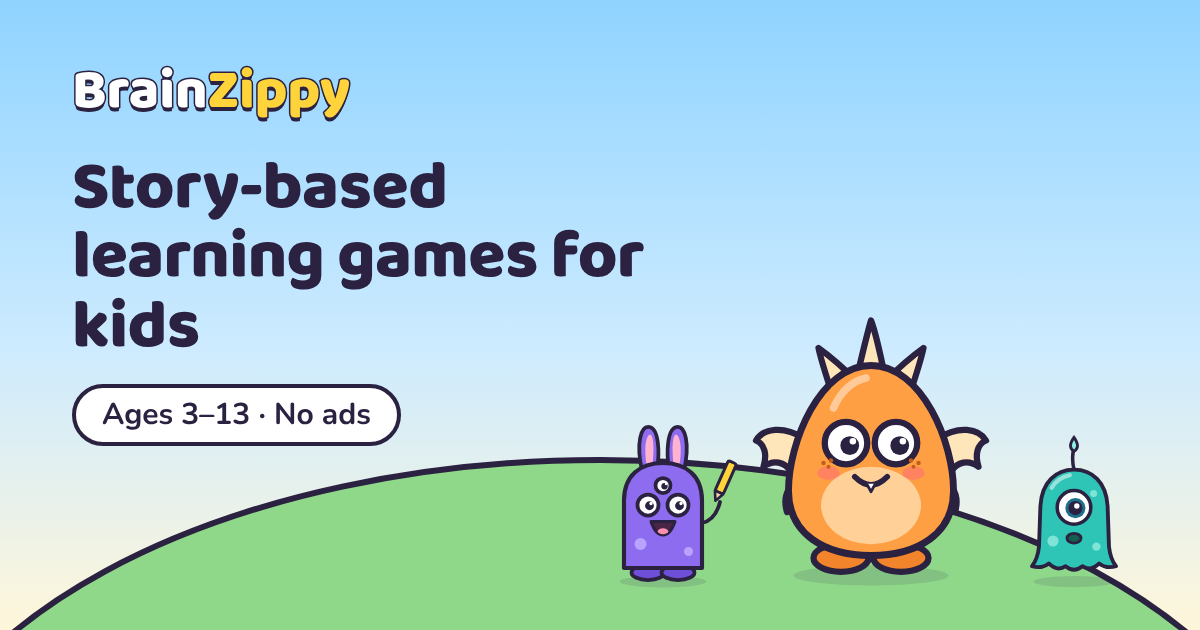 BrainZippy
Story-based
learning games for
kids
Ages 3–13 · No ads